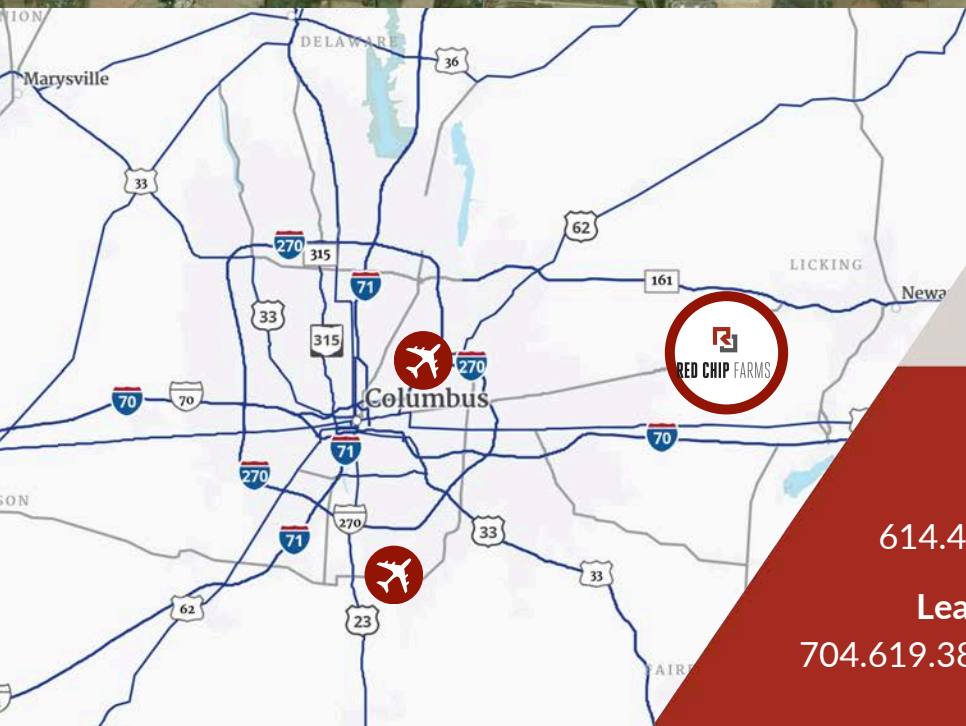 NION
DELAWARE
36
Marysville
33
62
270
315
LICKING
161
71
Newa
33
315
RED CHIP FARMS
270
Columbus
70
70
70
71
270
SON
270
33
614.4
71
33
62
Lea
23
704.619.38
FAIRF